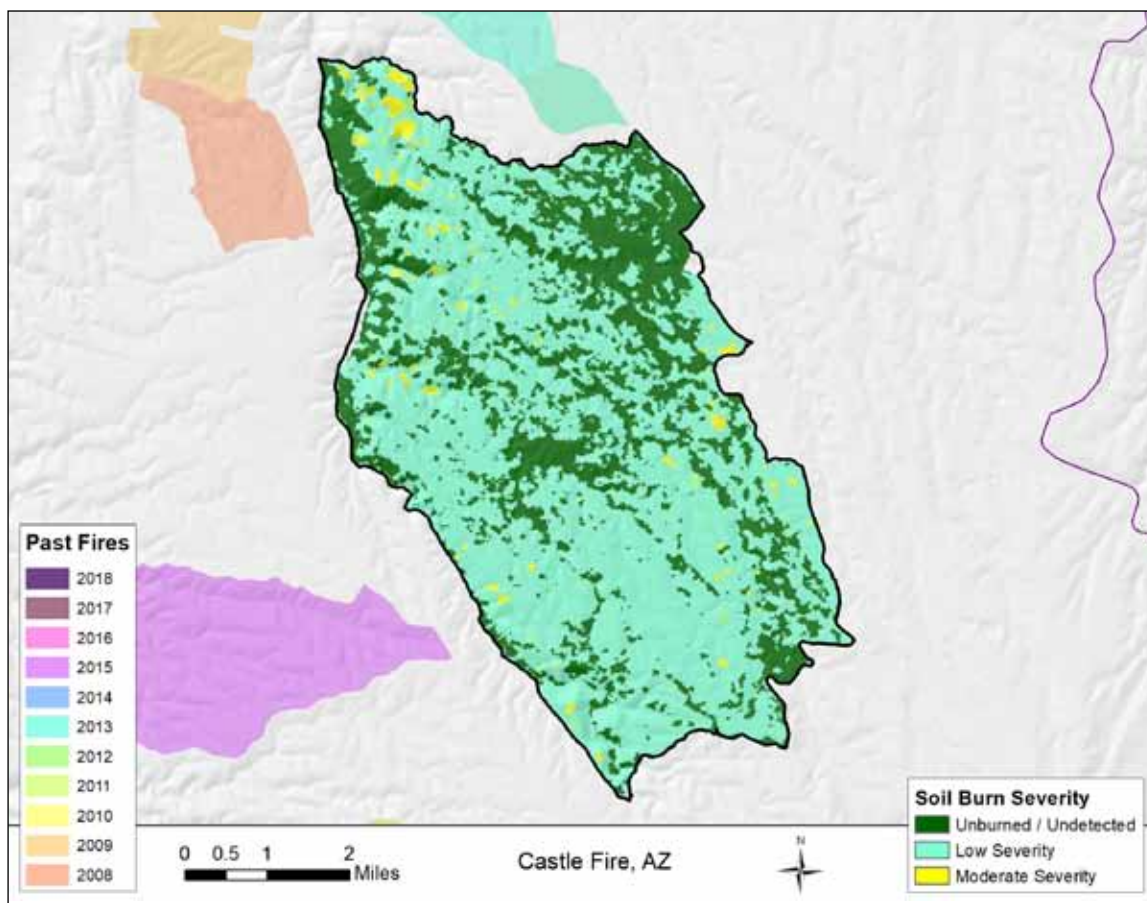 Past Fires
2018
2017
2016
2015
2014
2013
2012
2011
2010
2009
2008
0 0.5 1 2
Miles
Castle Fire, AZ
N
Soil Burn Severity
Unburned / Undetected
Low Severity
Moderate Severity